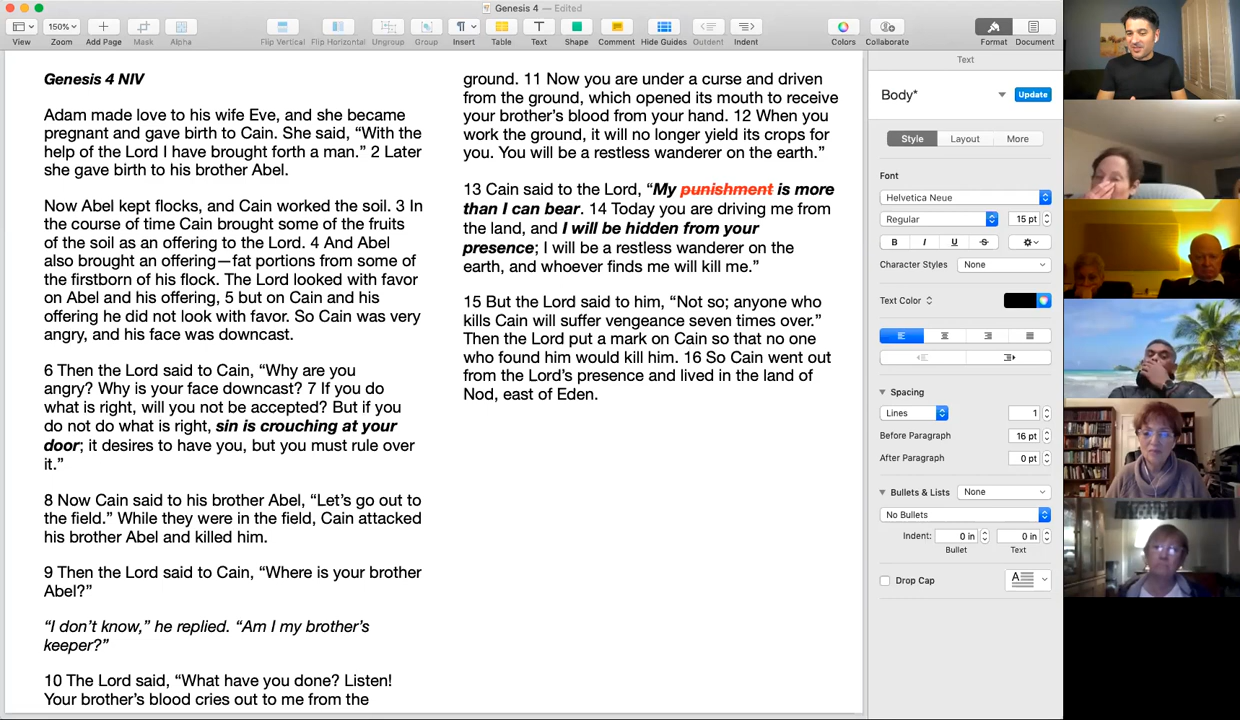 Genesis 4 — Edited
150%
View
Zoom
Add Page
Mask
Alpha
Flip Vertical
Flip Horizontal
Ungroup
Group
Insert
Table
Text
Shape
Comment
Hide Guides
Outdent
Indent
Colors
Collaborate
Format
Document
Genesis 4 NIV
Adam made love to his wife Eve, and she became
pregnant and gave birth to Cain. She said, “With the
help of the Lord I have brought forth a man.” 2 Later
she gave birth to his brother Abel.
Now Abel kept flocks, and Cain worked the soil. 3 In
the course of time Cain brought some of the fruits
of the soil as an offering to the Lord. 4 And Abel
also brought an offering—fat portions from some of
the firstborn of his flock. The Lord looked with favor
on Abel and his offering, 5 but on Cain and his
offering he did not look with favor. So Cain was very
angry, and his face was downcast.
6 Then the Lord said to Cain, “Why are you
angry? Why is your face downcast? 7 If you do
what is right, will you not be accepted? But if you
do not do what is right, sin is crouching at your
door; it desires to have you, but you must rule over
it.”
8 Now Cain said to his brother Abel, “Let’s go out to
the field.” While they were in the field, Cain attacked
his brother Abel and killed him.
9 Then the Lord said to Cain, “Where is your brother
Abel?”
“I don’t know,” he replied. “Am I my brother’s
keeper?”
10 The Lord said, “What have you done? Listen!
Your brother’s blood cries out to me from the
ground. 11 Now you are under a curse and driven
from the ground, which opened its mouth to receive
your brother’s blood from your hand. 12 When you
work the ground, it will no longer yield its crops for
you. You will be a restless wanderer on the earth.”
13 Cain said to the Lord, “My punishment is more
than I can bear. 14 Today you are driving me from
the land, and I will be hidden from your
presence; I will be a restless wanderer on the
earth, and whoever finds me will kill me.”
15 But the Lord said to him, “Not so; anyone who
kills Cain will suffer vengeance seven times over.”
Then the Lord put a mark on Cain so that no one
who found him would kill him. 16 So Cain went out
from the Lord’s presence and lived in the land of
Nod, east of Eden.
Text
Body*
Update
Style
Layout
More
Font
Helvetica Neue
Regular
15 pt
B I U S
Character Styles
None
Text Color
Spacing
Lines
1
Before Paragraph
16 pt
After Paragraph
0 pt
Bullets & Lists
None
No Bullets
Indent:
0 in
0 in
Bullet
Text
Drop Cap
A